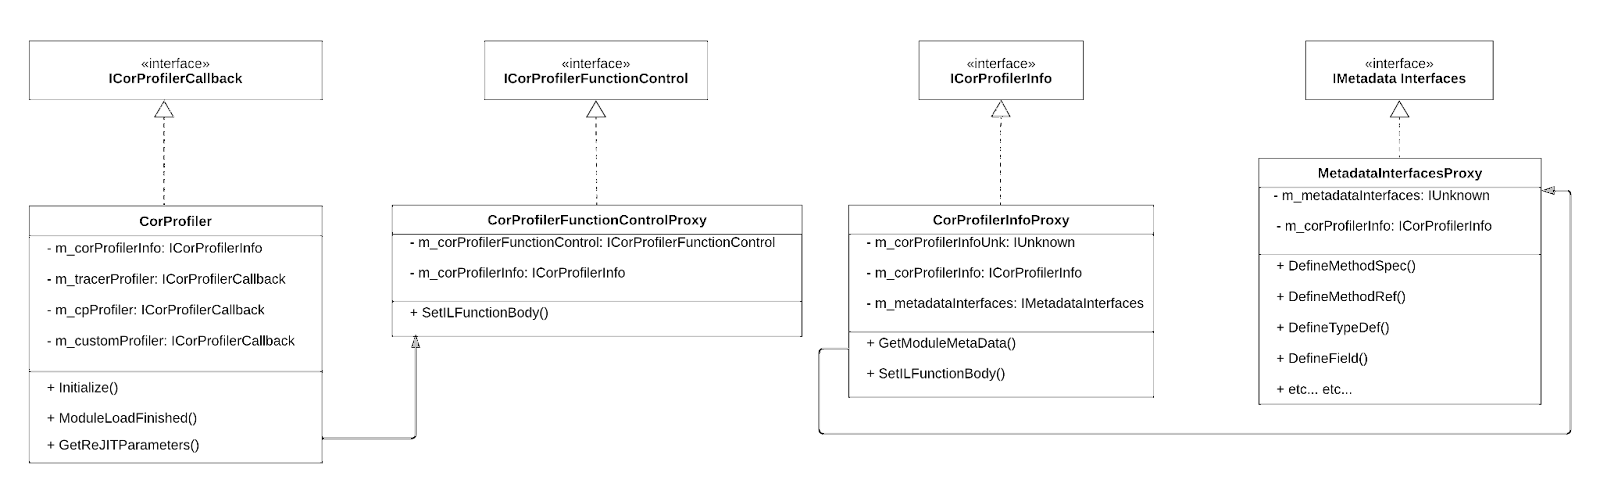 «interface»
ICorProfilerCallback
«interface»
ICorProfilerFunctionControl
«interface»
ICorProfilerInfo
«interface»
IMetadata Interfaces
CorProfiler
- m_corProfilerInfo: ICorProfilerInfo
- m_tracerProfiler: ICorProfilerCallback
- m_cpProfiler: ICorProfilerCallback
- m_customProfiler: ICorProfilerCallback
+ Initialize()
+ ModuleLoadFinished()
+ GetReJITParameters()
CorProfilerFunctionControlProxy
- m_corProfilerFunctionControl: ICorProfilerFunctionControl
- m_corProfilerInfo: ICorProfilerInfo
+ SetILFunctionBody()
CorProfilerInfoProxy
- m_corProfilerInfoUnk: IUnknown
- m_corProfilerInfo: ICorProfilerInfo
- m_metadataInterfaces: IMetadataInterfaces
+ GetModuleMetaData()
+ SetILFunctionBody()
MetadataInterfacesProxy
- m_metadataInterfaces: IUnknown
- m_corProfilerInfo: ICorProfilerInfo
+ DefineMethodSpec()
+ DefineMethodRef()
+ DefineTypeDef()
+ DefineField()
+ etc... etc...